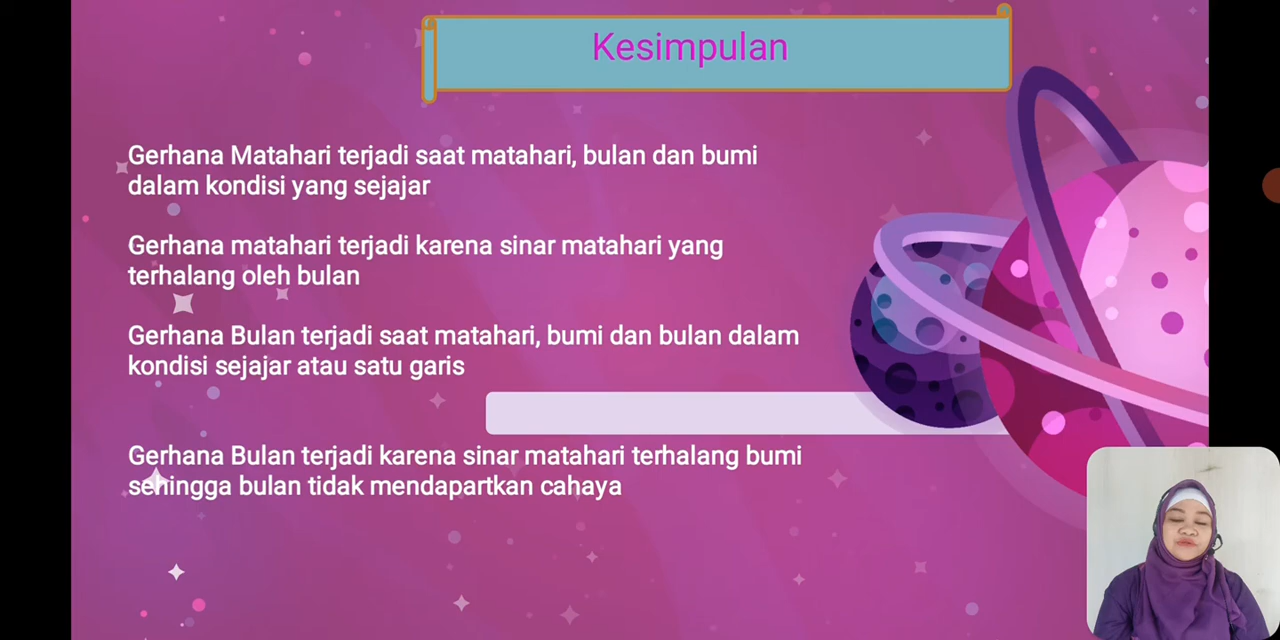 Kesimpulan
Gerhana Matahari terjadi saat matahari, bulan dan bumi
dalam kondisi yang sejajar
Gerhana matahari terjadi karena sinar matahari yang
terhalang oleh bulan
Gerhana Bulan terjadi saat matahari, bumi dan bulan dalam
kondisi sejajar atau satu garis
Gerhana Bulan terjadi karena sinar matahari terhalang bumi
sehingga bulan tidak mendapartkan cahaya